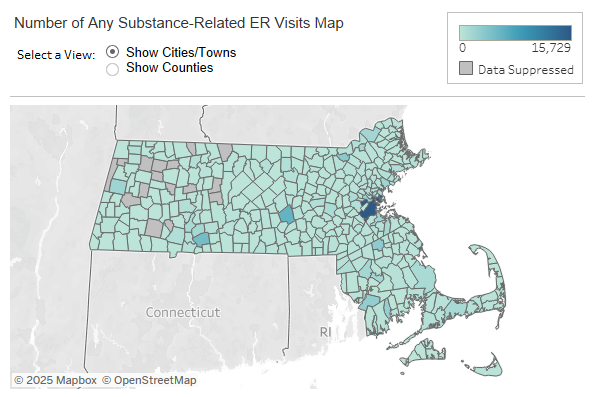 Number of Any Substance-Related ER Visits Map
Select a View:
Show Cities/Towns
Show Counties
0 15,729
Data Suppressed
Connecticut
RI
© 2025 Mapbox © OpenStreetMap